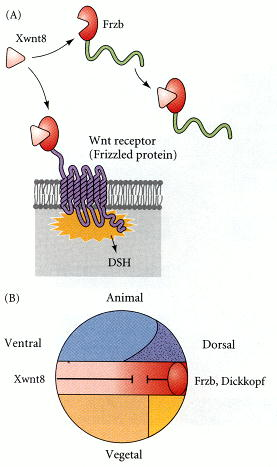 (A)
Xwnt8
Frzb
Wnt receptor
(Frizzled protein)
DSH
(B)
Animal
Ventral
Dorsal
Xwnt8
Frzb, Dickkopf
Vegetal